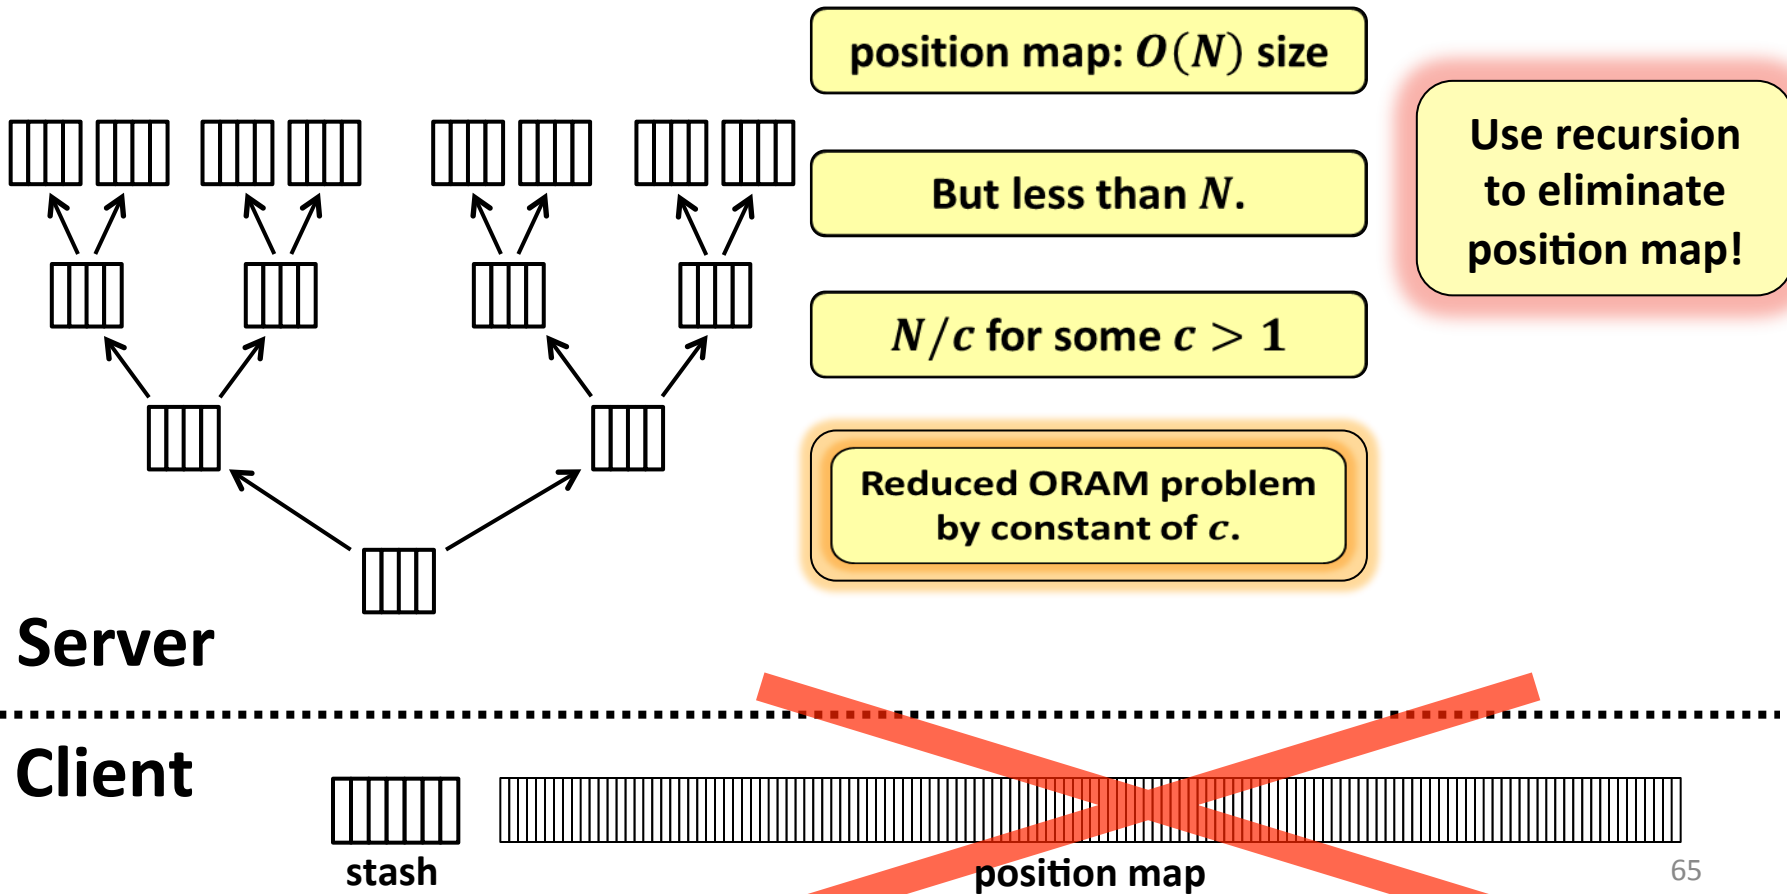 position map: O(N) size
But less than N.
N/c for some c > 1
Reduced ORAM problem
by constant of c.
Use recursion
to eliminate
position map!
Server
Client
stash
position map
65